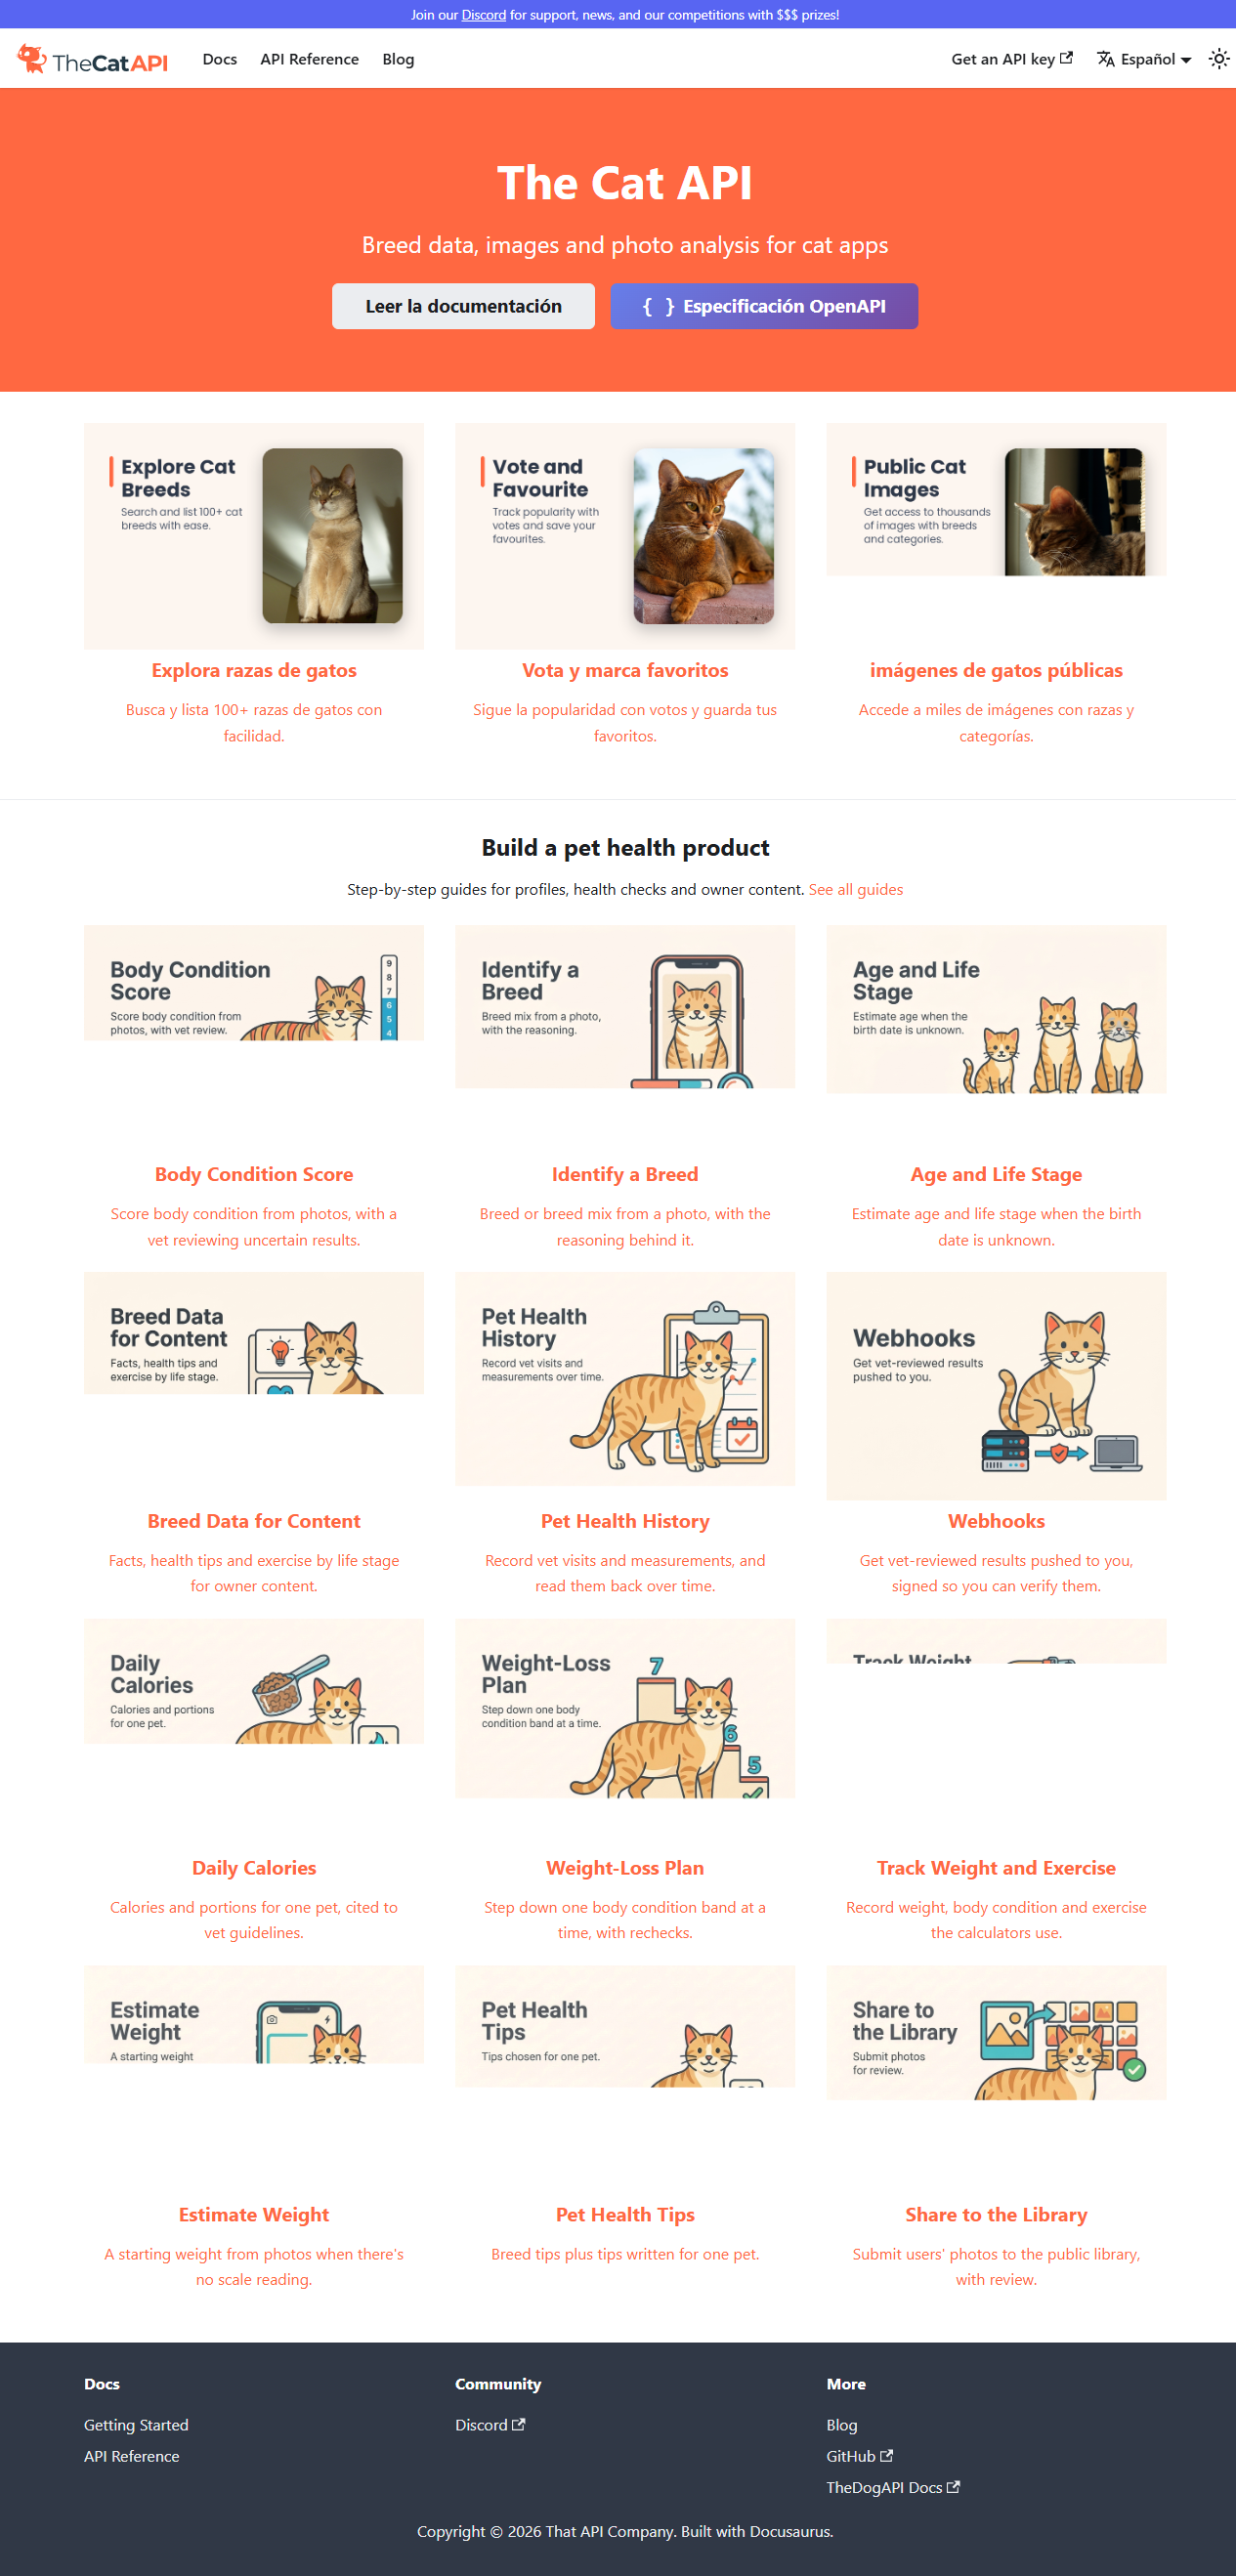 Join our Discord for support, news, and our competitions with $$$ prizes!
TheCatAPI
Docs
API Reference
Blog
Get an API key
Español
The Cat API
Breed data, images and photo analysis for cat apps
Leer la documentación
{ } Especificación OpenAPI
Explore Cat
Breeds
Search and list 100+ cat
breeds with ease.
Vote and
Favourite
Track popularity with
votes and save your
favourites.
Public Cat
Images
Get access to thousands
of images with breeds
and categories.
Explora razas de gatos
Busca y lista 100+ razas de gatos con
facilidad.
Vota y marca favoritos
Sigue la popularidad con votos y guarda tus
favoritos.
imágenes de gatos públicas
Accede a miles de imágenes con razas y
categorías.
Build a pet health product
Step-by-step guides for profiles, health checks and owner content. See all guides
Body Condition
Score
Score body condition from
photos, with vet review.
9
8
7
6
5
4
Identify a
Breed
Breed mix from a photo,
with the reasoning.
Age and Life
Stage
Estimate age when the
birth date is unknown.
Body Condition Score
Score body condition from photos, with a
vet reviewing uncertain results.
Identify a Breed
Breed or breed mix from a photo, with the
reasoning behind it.
Age and Life Stage
Estimate age and life stage when the birth
date is unknown.
Breed Data
for Content
Facts, health tips and
exercise by life stage.
Pet Health
History
Record vet visits and
measurements over time.
Webhooks
Get vet-reviewed results
pushed to you.
Breed Data for Content
Facts, health tips and exercise by life stage
for owner content.
Pet Health History
Record vet visits and measurements, and
read them back over time.
Webhooks
Get vet-reviewed results pushed to you,
signed so you can verify them.
Daily
Calories
Calories and portions
for one pet.
Weight-Loss
Plan
Step down one body
condition band at a time.
7
6
5
Track Weight
Daily Calories
Calories and portions for one pet, cited to
vet guidelines.
Weight-Loss Plan
Step down one body condition band at a
time, with rechecks.
Track Weight and Exercise
Record weight, body condition and exercise
the calculators use.
Estimate
Weight
A starting weight
Pet Health
Tips
Tips chosen for one pet.
Share to
the Library
Submit photos
for review.
Estimate Weight
A starting weight from photos when there's
no scale reading.
Pet Health Tips
Breed tips plus tips written for one pet.
Share to the Library
Submit users' photos to the public library,
with review.
Docs
Getting Started
API Reference
Community
Discord
More
Blog
GitHub
TheDogAPI Docs
Copyright © 2026 That API Company. Built with Docusaurus.